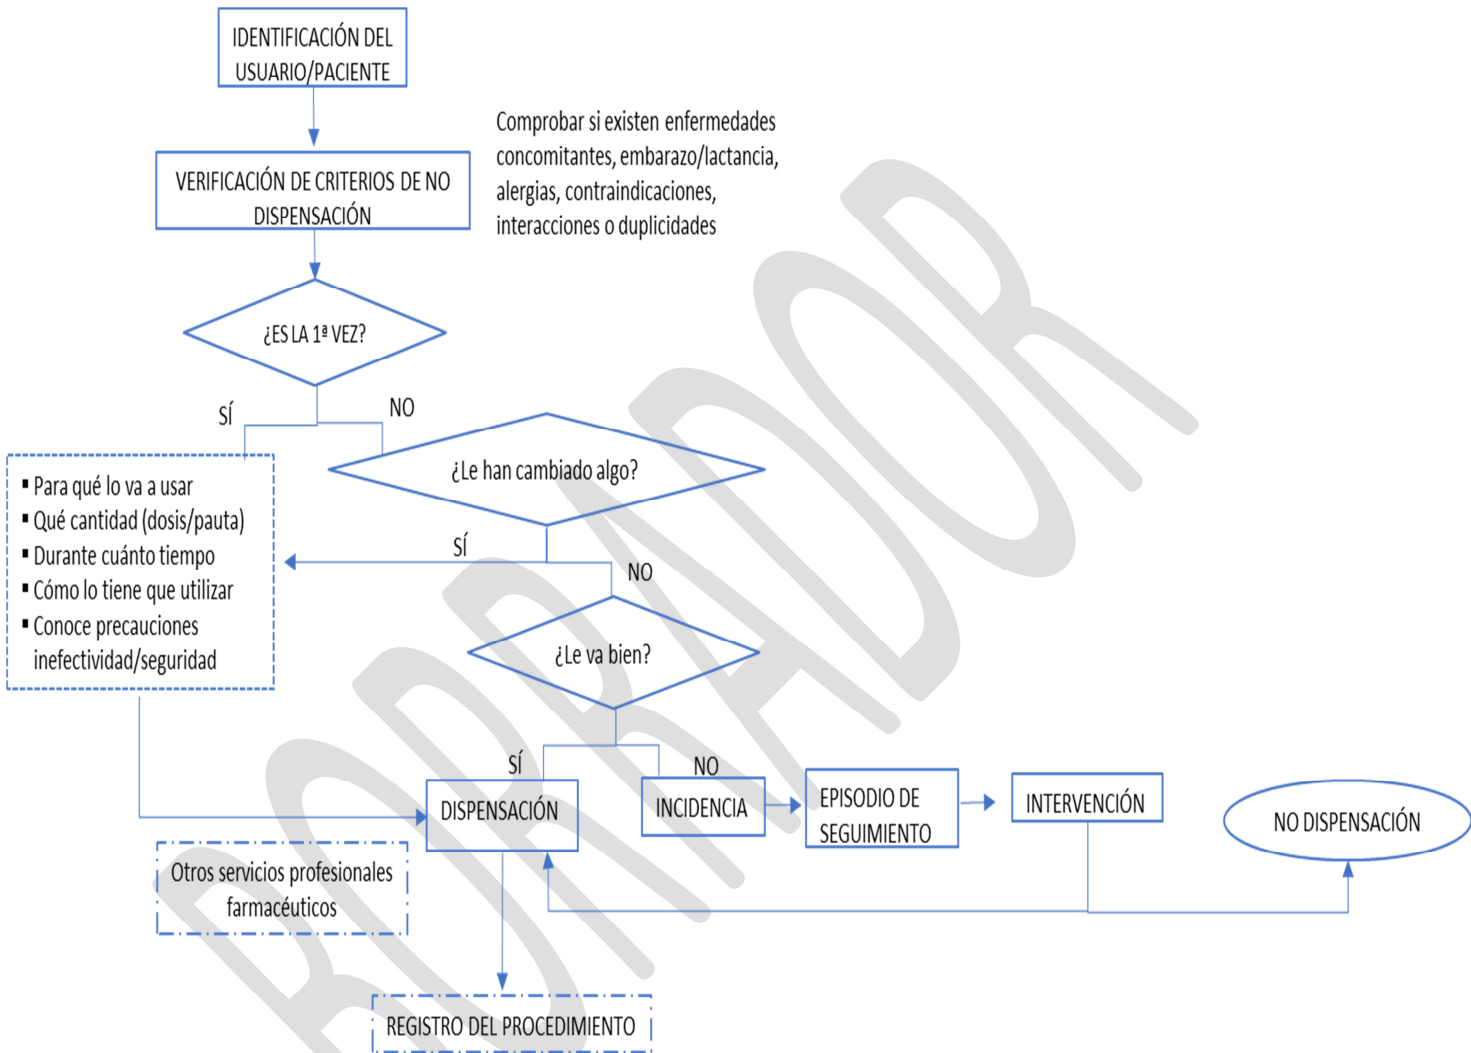 IDENTIFICACIÓN DEL
USUARIO/PACIENTE
Comprobar si existen enfermedades
concomitantes, embarazo/lactancia,
alergias, contraindicaciones,
interacciones o duplicidades
VERIFICACIÓN DE CRITERIOS DE NO
DISPENSACIÓN
¿ES LA 1ª VEZ?
SÍ
NO
¿Le han cambiado algo?
▪ Para qué lo va a usar
▪ Qué cantidad (dosis/pauta)
▪ Durante cuánto tiempo
▪ Cómo lo tiene que utilizar
▪ Conoce precauciones
inefectividad/seguridad
SÍ
NO
¿Le va bien?
SÍ
NO
DISPENSACIÓN
INCIDENCIA
EPISODIO DE
SEGUIMIENTO
INTERVENCIÓN
NO DISPENSACIÓN
Otros servicios profesionales
farmacéuticos
REGISTRO DEL PROCEDIMIENTO
BORRADOR